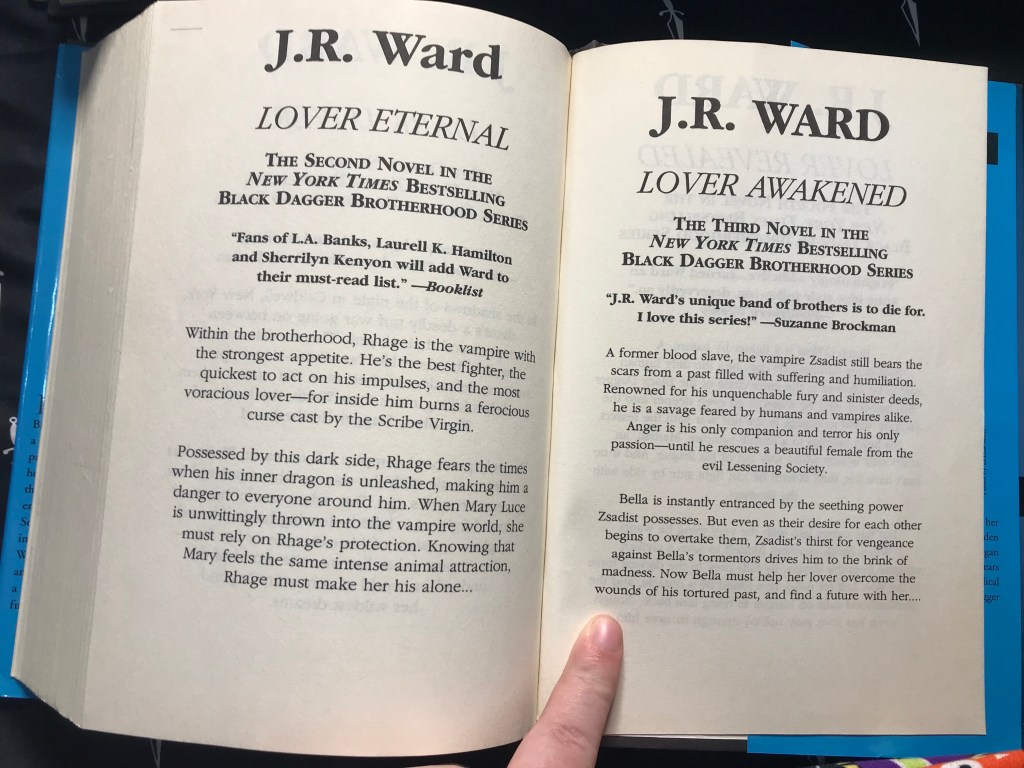 J.R. Ward
LOVER ETERNAL
THE SECOND NOVEL IN THE
NEW YORK TIMES BESTSELLING
BLACK DAGGER BROTHERHOOD SERIES
“Fans of L.A. Banks, Laurell K. Hamilton
and Sherrilyn Kenyon will add Ward to
their must-read list.” —Booklist
Within the brotherhood, Rhage is the vampire with
the strongest appetite. He’s the best fighter, the
quickest to act on his impulses, and the most
voracious lover—for inside him burns a ferocious
curse cast by the Scribe Virgin.
Possessed by this dark side, Rhage fears the times
when his inner dragon is unleashed, making him a
danger to everyone around him. When Mary Luce
is unwittingly thrown into the vampire world, she
must rely on Rhage’s protection. Knowing that
Mary feels the same intense animal attraction,
Rhage must make her his alone...
J.R. WARD
LOVER AWAKENED
THE THIRD NOVEL IN THE
NEW YORK TIMES BESTSELLING
BLACK DAGGER BROTHERHOOD SERIES
“J.R. Ward’s unique band of brothers is to die for.
I love this series!” —Suzanne Brockman
A former blood slave, the vampire Zsadist still bears the
scars from a past filled with suffering and humiliation.
Renowned for his unquenchable fury and sinister deeds,
he is a savage feared by humans and vampires alike.
Anger is his only companion and terror his only
passion—until he rescues a beautiful female from the
evil Lessening Society.
Bella is instantly entranced by the seething power
Zsadist possesses. But even as their desire for each other
begins to overtake them, Zsadist’s thirst for vengeance
against Bella’s tormentors drives him to the brink of
madness. Now Bella must help her lover overcome the
wounds of his tortured past, and find a future with her....